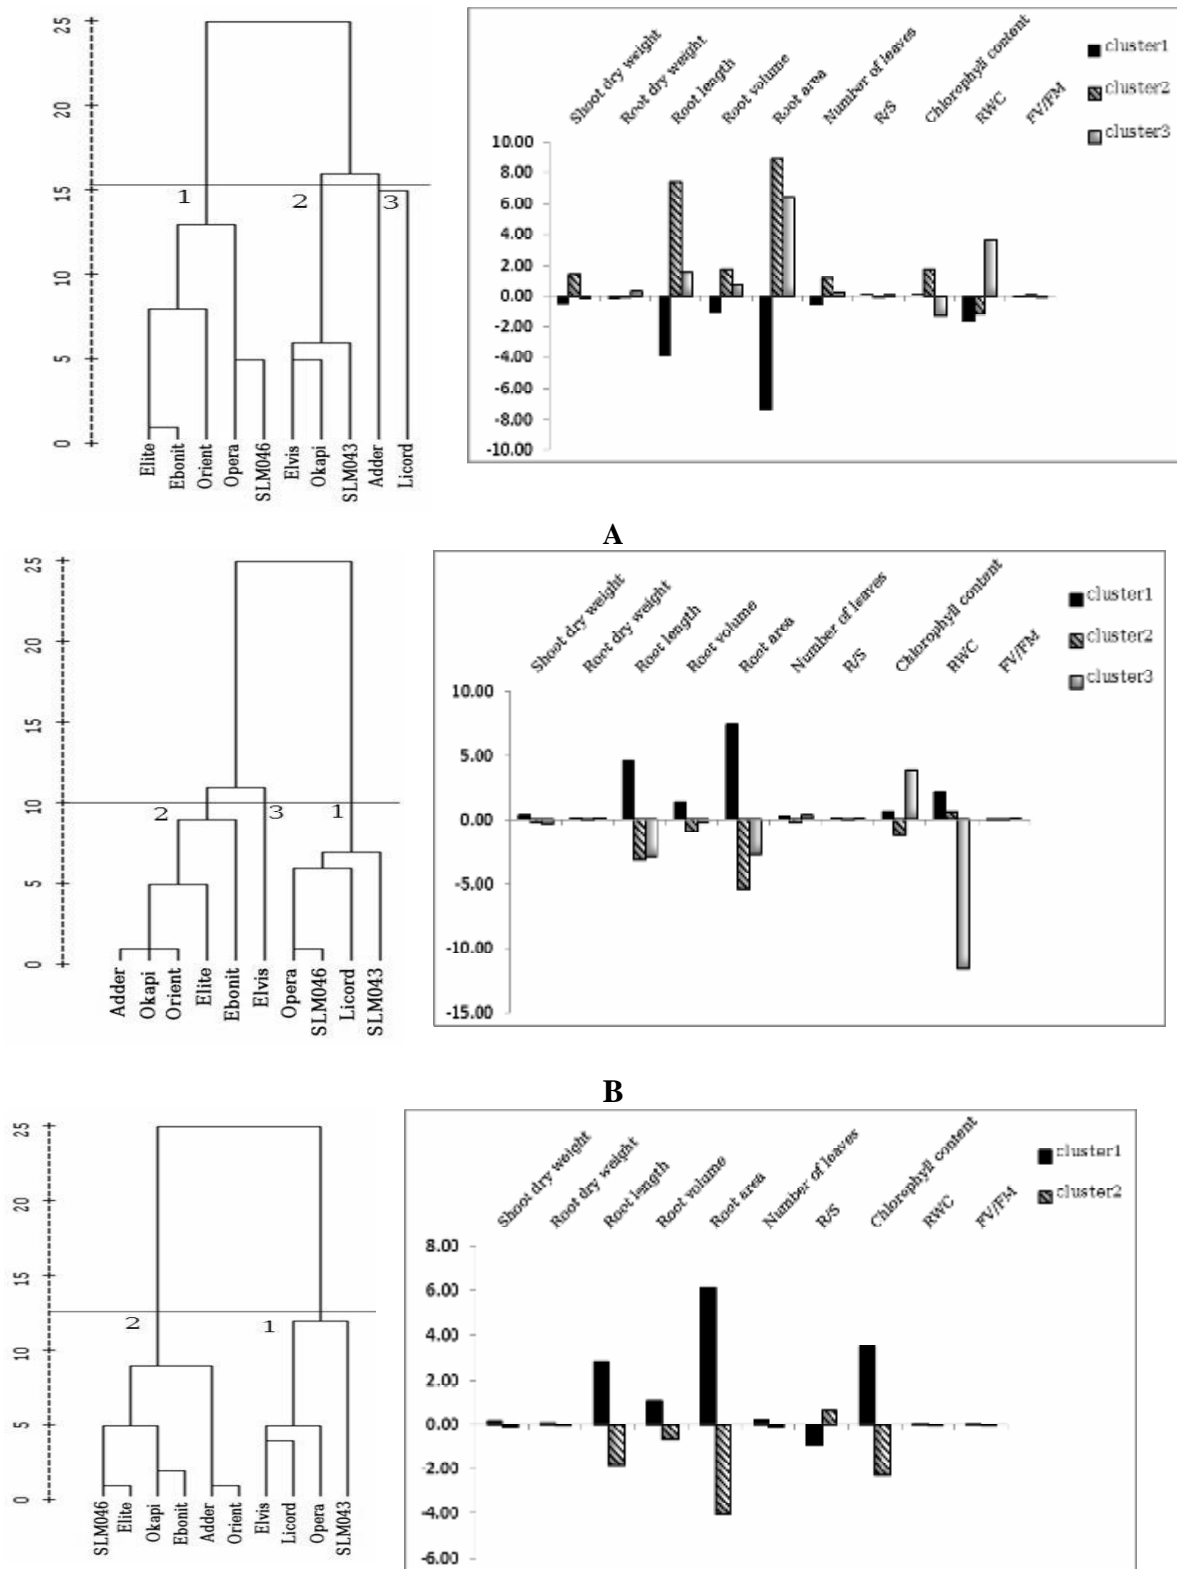 Shoot dry weight
Root dry weight
Root length
Root volume
Root area
Number of leaves
R/S
Chlorophyll content
RWC
FV/FM
cluster1
cluster2
cluster3
25
20
15
10
5
0
1
2
3
Elite
Ebonit
Orient
Opera
SLM046
Elvis
Okapi
SLM043
Adder
Licord
10.00
8.00
6.00
4.00
2.00
0.00
-2.00
-4.00
-6.00
-8.00
-10.00
A
Shoot dry weight
Root dry weight
Root length
Root volume
Root area
Number of leaves
R/S
Chlorophyll content
RWC
FV/FM
cluster1
cluster2
cluster3
25
20
15
10
5
0
2
3
1
Adder
Okapi
Orient
Elite
Ebonit
Elvis
Opera
SLM046
Licord
SLM043
10.00
5.00
0.00
-5.00
-10.00
-15.00
B
Shoot dry weight
Root dry weight
Root length
Root volume
Root area
Number of leaves
R/S
Chlorophyll content
RWC
FV/FM
cluster1
cluster2
25
20
15
10
5
0
2
1
SLM046
Elite
Okapi
Ebonit
Adder
Orient
Elvis
Licord
Opera
SLM043
8.00
6.00
4.00
2.00
0.00
-2.00
-4.00
-6.00